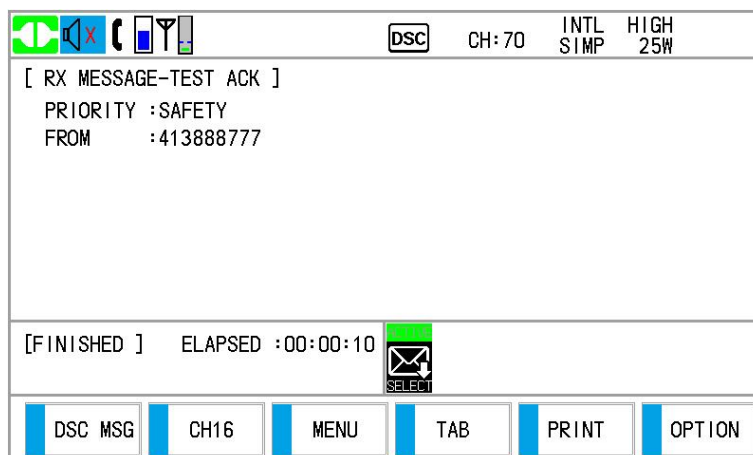 DSC CH:70 INTL HIGH
SIMP 25W
[ RX MESSAGE-TEST ACK ]
PRIORITY :SAFETY
FROM :413888777
[FINISHED ] ELAPSED :00:00:10
SELECT
DSC MSG CH16 MENU TAB PRINT OPTION